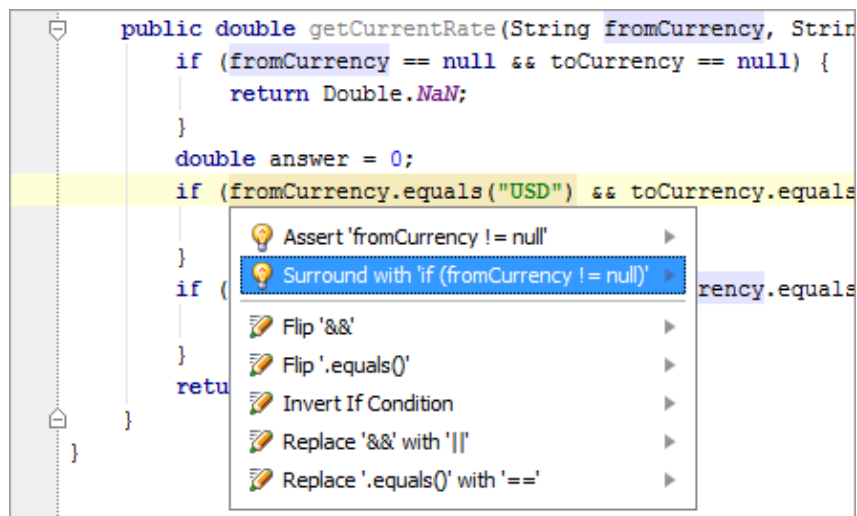 public double getCurrentRate(String fromCurrency, Strin
if (fromCurrency == null && toCurrency == null) {
return Double.NaN;
}
double answer = 0;
if (fromCurrency.equals("USD") && toCurrency.equals
Assert 'fromCurrency != null'
}
Surround with 'if (fromCurrency != null)'
if ( rency.equals
Flip '&&'
}
Flip '.equals()'
retu
Invert If Condition
}
Replace '&&' with '||'
}
Replace '.equals()' with '=='